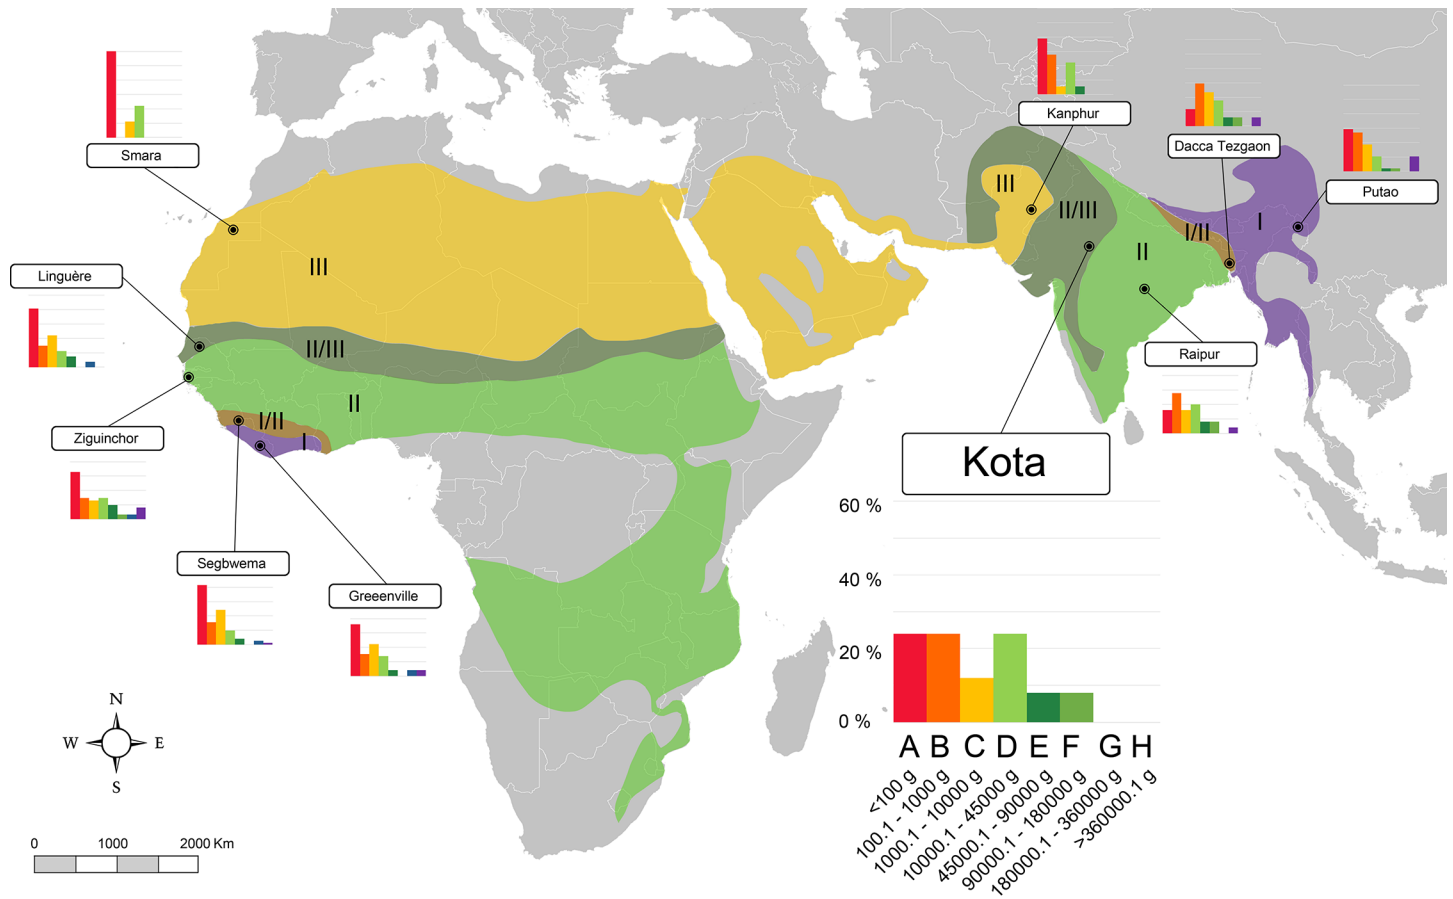 Smara
Kanphur
Dacca Tezgaon
Putao
III
II/III
I
I/II
II
III
Linguère
II/III
Raipur
II
I/II
I
Ziguinchor
Kota
Segbwema
Greeenville
60 %
40 %
20 %
0 %
A B C D E F G H
<100 g
100.1 - 1000 g
1000.1 - 10000 g
10000.1 - 45000 g
45000.1 - 90000 g
90000.1 - 180000 g
180000.1 - 360000 g
>360000.1 g
N
W E
S
0 1000 2000 Km